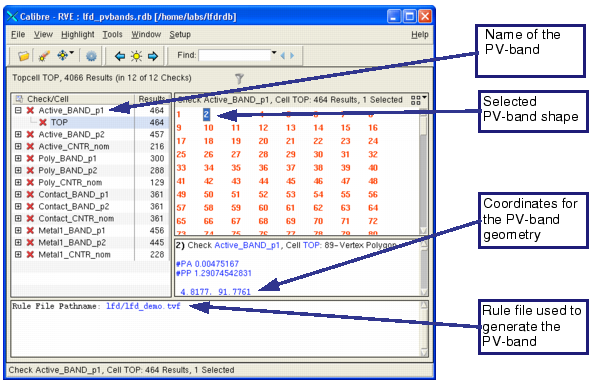 Calibre - RVE : lfd_pvbands.rdb [/home/labs/lfdrdb]
File View Highlight Tools Window Setup Help
Find:
Topcell TOP, 4066 Results (in 12 of 12 Checks)
Check/Cell Results
Active_BAND_p1 464
TOP 464
Active_BAND_p2 457
Active_CNTR_nom 216
Poly_BAND_p1 300
Poly_BAND_p2 288
Poly_CNTR_nom 129
Contact_BAND_p1 361
Contact_BAND_p2 361
Contact_CNTR_nom 361
Metal1_BAND_p1 456
Metal1_BAND_p2 445
Metal1_CNTR_nom 228
Check Active_BAND_p1, Cell TOP: 464 Results, 1 Selected
1 2 4
9 10 11 12 13 14 15 16
17 18 19 20 21 22 23 24
25 26 27 28 29 30 31 32
33 34 35 36 37 38 39 40
41 42 43 44 45 46 47 48
49 50 51 52 53 54 55 56
57 58 59 60 61 62 63 64
65 66 67 68 69 70 71 72
73 74 75 76 77 78 79 80
2) Check Active_BAND_p1, Cell TOP: 89-Vertex Polygon
#PA 0.00475167
#PP 1.29074542831
4.8177, 91.7761
Rule File Pathname: lfd/lfd_demo.tvf
Check Active_BAND_p1, Cell TOP: 464 Results, 1 Selected
Name of the
PV-band
Selected
PV-band shape
Coordinates for
the PV-band
geometry
Rule file used to
generate the
PV-band